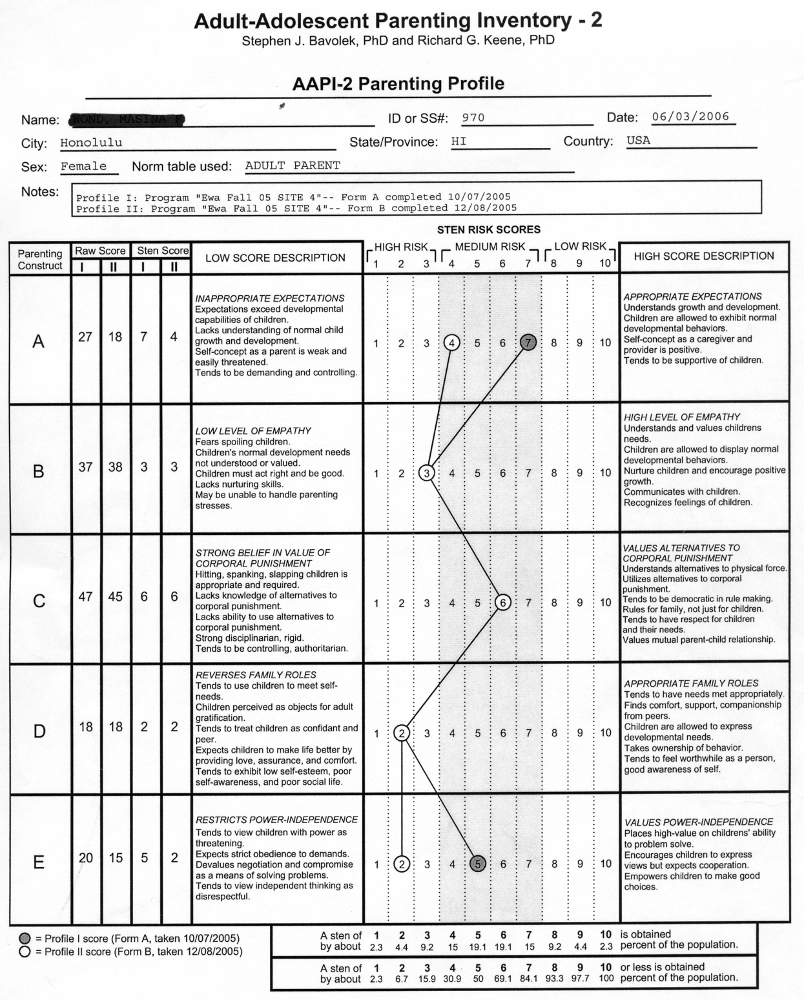 Adult-Adolescent Parenting Inventory - 2
Stephen J. Bavolek, PhD and Richard G. Keene, PhD
AAPI-2 Parenting Profile
Name:
ID or SS#: 970
Date: 06/03/2006
City: Honolulu
State/Province: HI
Country: USA
Sex: Female
Norm table used: ADULT PARENT
Notes:
Profile I: Program "Ewa Fall 05 SITE 4"-- Form A completed 10/07/2005
Profile II: Program "Ewa Fall 05 SITE 4"-- Form B completed 12/08/2005
STEN RISK SCORES
Parenting
Construct
Raw Score
I II
Sten Score
I II
LOW SCORE DESCRIPTION
HIGH RISK MEDIUM RISK LOW RISK
1 2 3 4 5 6 7 8 9 10
HIGH SCORE DESCRIPTION
A
27 18 7 4
INAPPROPRIATE EXPECTATIONS
Expectations exceed developmental
capabilities of children.
Lacks understanding of normal child
growth and development.
Self-concept as a parent is weak and
easily threatened.
Tends to be demanding and controlling.
1 2 3 4 5 6 7 8 9 10
APPROPRIATE EXPECTATIONS
Understands growth and development.
Children are allowed to exhibit normal
developmental behaviors.
Self-concept as a caregiver and
provider is positive.
Tends to be supportive of children.
B
37 38 3 3
LOW LEVEL OF EMPATHY
Fears spoiling children.
Children's normal development needs
not understood or valued.
Children must act right and be good.
Lacks nurturing skills.
May be unable to handle parenting
stresses.
1 2 3 4 5 6 7 8 9 10
HIGH LEVEL OF EMPATHY
Understands and values childrens
needs.
Children are allowed to display normal
developmental behaviors.
Nurture children and encourage positive
growth.
Communicates with children.
Recognizes feelings of children.
C
47 45 6 6
STRONG BELIEF IN VALUE OF
CORPORAL PUNISHMENT
Hitting, spanking, slapping children is
appropriate and required.
Lacks knowledge of alternatives to
corporal punishment.
Lacks ability to use alternatives to
corporal punishment.
Strong disciplinarian, rigid.
Tends to be controlling, authoritarian.
1 2 3 4 5 6 7 8 9 10
VALUES ALTERNATIVES TO
CORPORAL PUNISHMENT
Understands alternatives to physical force.
Utilizes alternatives to corporal
punishment.
Tends to be democratic in rule making.
Rules for family, not just for children.
Tends to have respect for children
and their needs.
Values mutual parent-child relationship.
D
18 18 2 2
REVERSES FAMILY ROLES
Tends to use children to meet self-
needs.
Children perceived as objects for adult
gratification.
Tends to treat children as confidant and
peer.
Expects children to make life better by
providing love, assurance, and comfort.
Tends to exhibit low self-esteem, poor
self-awareness, and poor social life.
1 2 3 4 5 6 7 8 9 10
APPROPRIATE FAMILY ROLES
Tends to have needs met appropriately.
Finds comfort, support, companionship
from peers.
Children are allowed to express
developmental needs.
Takes ownership of behavior.
Tends to feel worthwhile as a person,
good awareness of self.
E
20 15 5 2
RESTRICTS POWER-INDEPENDENCE
Tends to view children with power as
threatening.
Expects strict obedience to demands.
Devalues negotiation and compromise
as a means of solving problems.
Tends to view independent thinking as
disrespectful.
1 2 3 4 5 6 7 8 9 10
VALUES POWER-INDEPENDENCE
Places high-value on childrens' ability
to problem solve.
Encourages children to express
views but expects cooperation.
Empowers children to make good
choices.
= Profile I score (Form A, taken 10/07/2005)
= Profile II score (Form B, taken 12/08/2005)
A sten of 1 2 3 4 5 6 7 8 9 10 is obtained
by about 2.3 4.4 9.2 15 19.1 19.1 15 9.2 4.4 2.3 percent of the population.
A sten of 1 2 3 4 5 6 7 8 9 10 or less is obtained
by about 2.3 6.7 15.9 30.9 50 69.1 84.1 93.3 97.7 100 percent of the population.